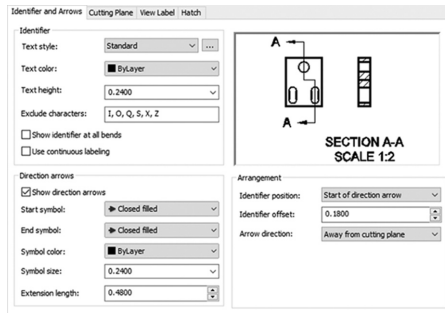 Identifier and Arrows Cutting Plane View Label Hatch
Identifier
Text style: Standard ...
Text color: ByLayer
Text height: 0.2400
Exclude characters: I, O, Q, S, X, Z
Show identifier at all bends
Use continuous labeling
A
A
SECTION A-A
SCALE 1:2
Direction arrows
Show direction arrows
Start symbol: Closed filled
End symbol: Closed filled
Symbol color: ByLayer
Symbol size: 0.2400
Extension length: 0.4800
Arrangement
Identifier position: Start of direction arrow
Identifier offset: 0.1800
Arrow direction: Away from cutting plane